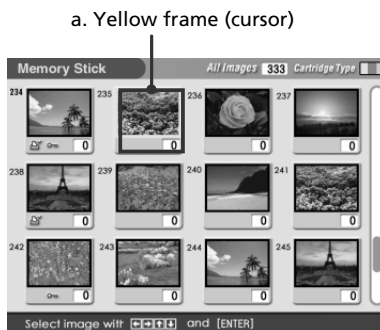 a. Yellow frame (cursor)
Memory Stick All Images 333 Cartridge Type
234 235 236 237
Qnt. 0 0 0 0
238 239 240 241
0 0 0 0
242 243 244 245
Qnt. 0 0 0 0
Select image with ←→↑↓ and [ENTER]